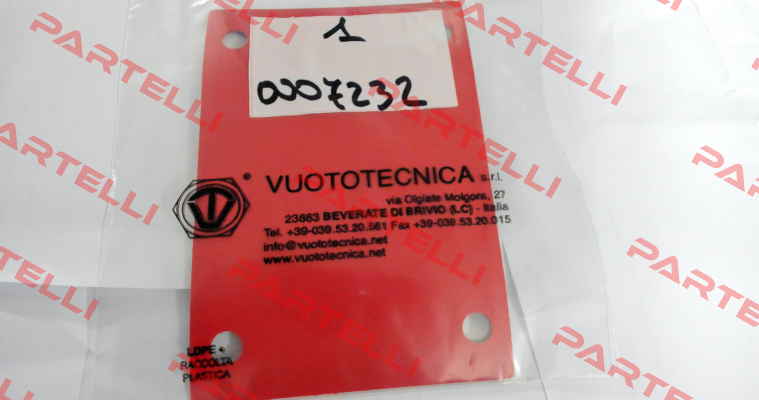 1
0007232
VUOTOTECNICA s.r.l.
via Olgiate Molgora, 27
23883 BEVERATE DI BRIVIO (LC) - Italia
Tel. +39-039.53.20.561 Fax +39-039.53.20.015
info@vuototecnica.net
www.vuototecnica.net
LDPE 4
RACCOLTA
PLASTICA
PARTELLI
PARTELLI
PARTELLI
PARTELLI
PARTELLI
PARTELLI
PARTELLI
PARTELLI